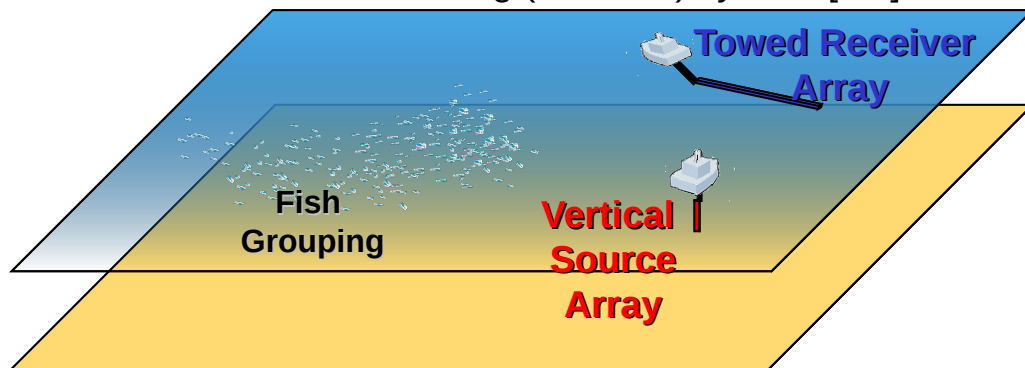 Towed Receiver
Array
Fish
Grouping
Vertical
Source
Array